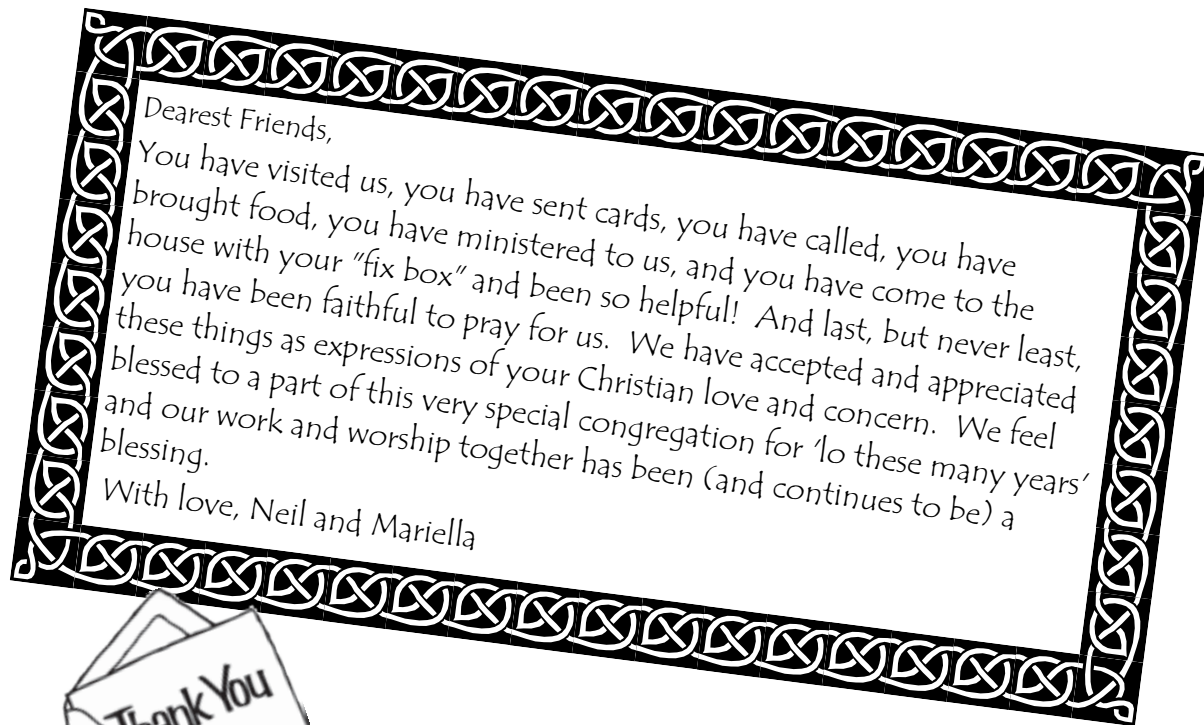 Dearest Friends,
You have visited us, you have sent cards, you have called, you have
brought food, you have ministered to us, and you have come to the
house with your "fix box" and been so helpful!  And last, but never least,
you have been faithful to pray for us.  We have accepted and appreciated
these things as expressions of your Christian love and concern.  We feel
blessed to a part of this very special congregation for 'lo these many years'
and our work and worship together has been (and continues to be) a
blessing.
With love, Neil and Mariella
Thank You